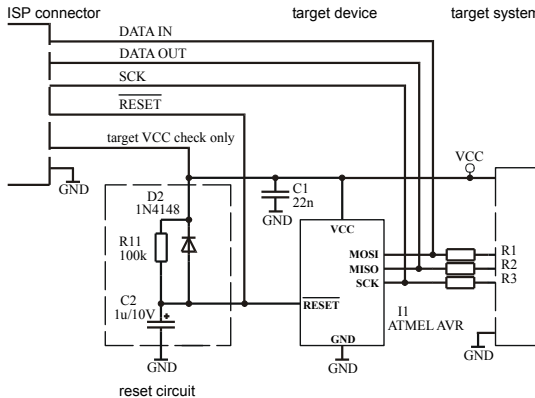 ISP connector
target device
target system
DATA IN
DATA OUT
SCK
RESET
target VCC check only
GND
VCC
D2
1N4148
C1
22n
GND
R11
100k
VCC
MOSI
MISO
SCK
R1
R2
R3
C2
1u/10V
RESET
I1
ATMEL AVR
GND
GND
GND
GND
reset circuit